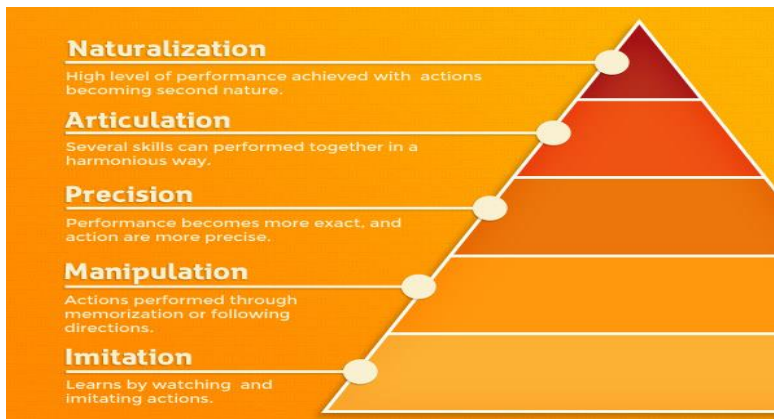 Naturalization
High level of performance achieved with actions
becoming second nature.
Articulation
Several skills can performed together in a
harmonious way.
Precision
Performance becomes more exact, and
action are more precise.
Manipulation
Actions performed through
memorization or following
directions.
Imitation
Learns by watching and
imitating actions.